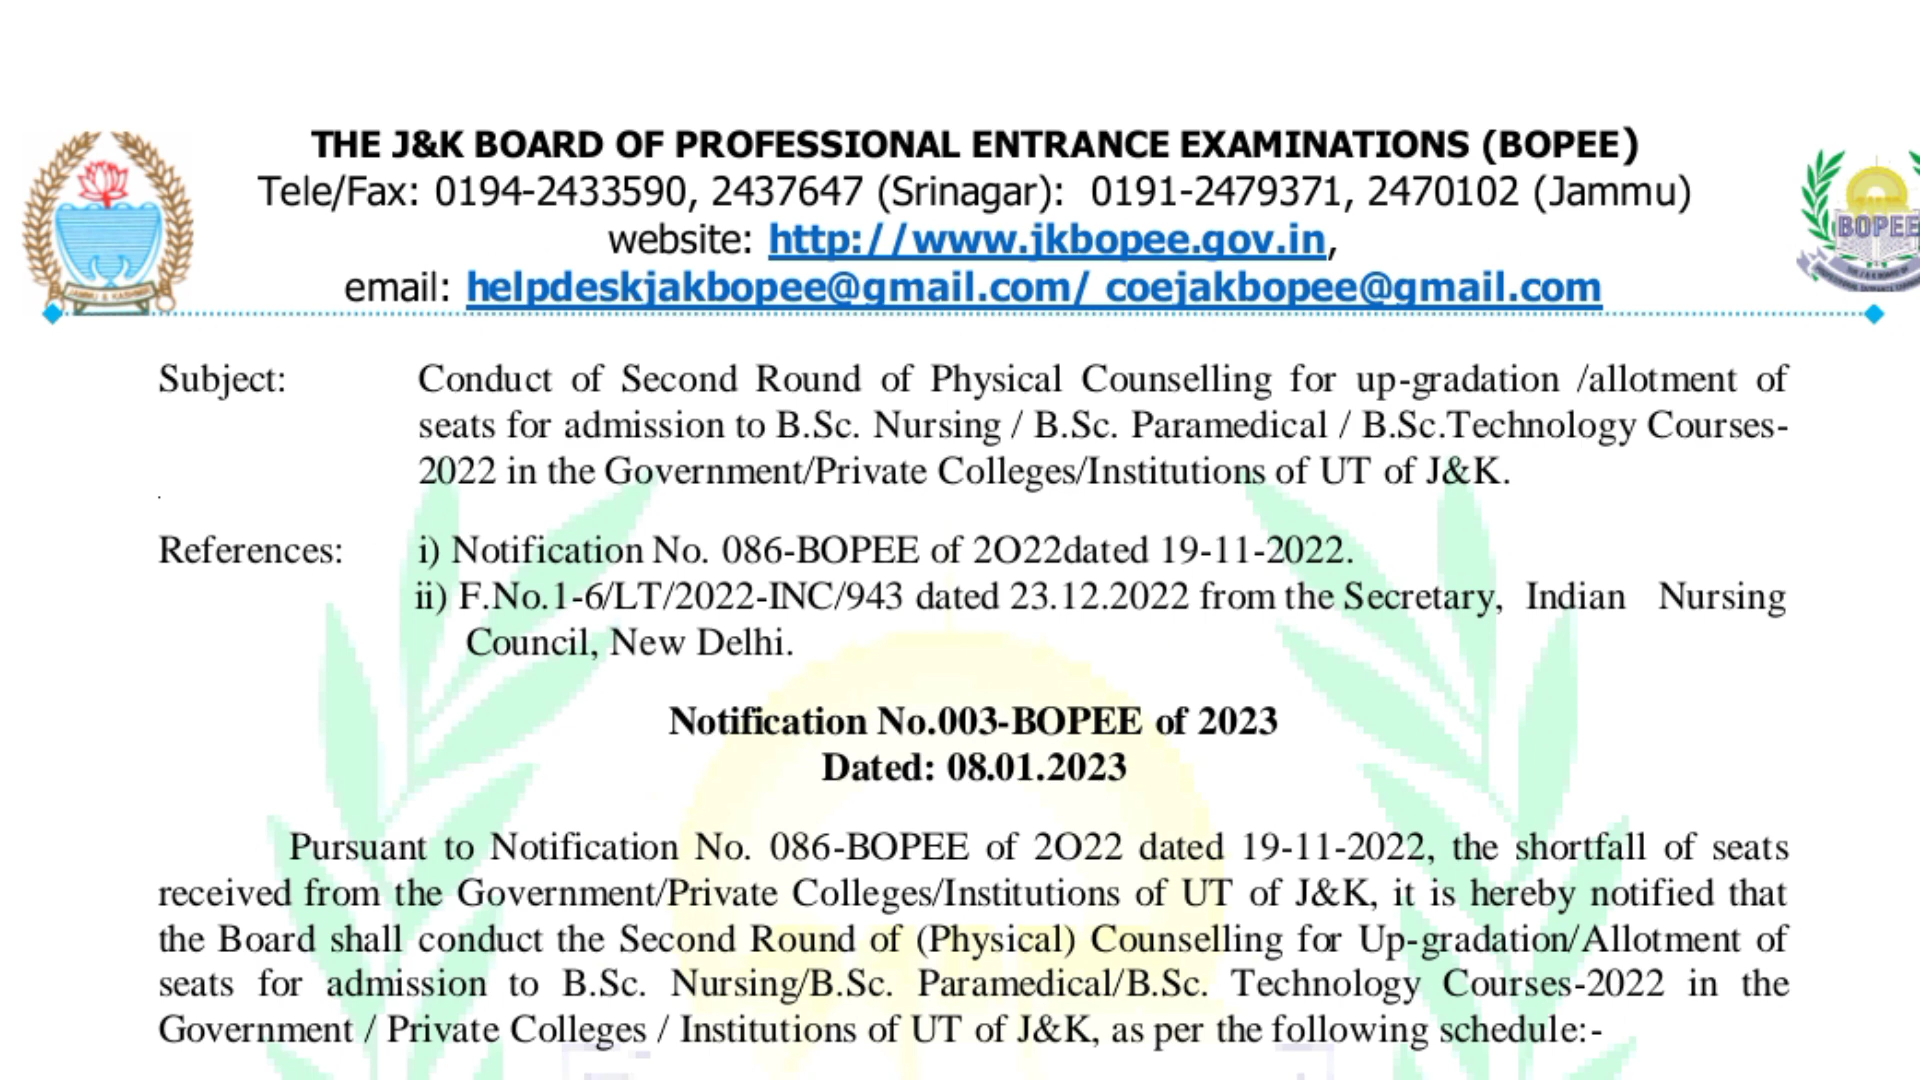 THE J&K BOARD OF PROFESSIONAL ENTRANCE EXAMINATIONS (BOPEE)
Tele/Fax: 0194-2433590, 2437647 (Srinagar): 0191-2479371, 2470102 (Jammu)
website: http://www.jkbopee.gov.in,
email: helpdeskjakbopee@gmail.com/ coejakbopee@gmail.com
JAMMU & KASHMIR
BOPEE
Subject: Conduct of Second Round of Physical Counselling for up-gradation /allotment of
seats for admission to B.Sc. Nursing / B.Sc. Paramedical / B.Sc.Technology Courses-
2022 in the Government/Private Colleges/Institutions of UT of J&K.
References: i) Notification No. 086-BOPEE of 2O22dated 19-11-2022.
ii) F.No.1-6/LT/2022-INC/943 dated 23.12.2022 from the Secretary, Indian Nursing
Council, New Delhi.
Notification No.003-BOPEE of 2023
Dated: 08.01.2023
Pursuant to Notification No. 086-BOPEE of 2O22 dated 19-11-2022, the shortfall of seats
received from the Government/Private Colleges/Institutions of UT of J&K, it is hereby notified that
the Board shall conduct the Second Round of (Physical) Counselling for Up-gradation/Allotment of
seats for admission to B.Sc. Nursing/B.Sc. Paramedical/B.Sc. Technology Courses-2022 in the
Government / Private Colleges / Institutions of UT of J&K, as per the following schedule:-